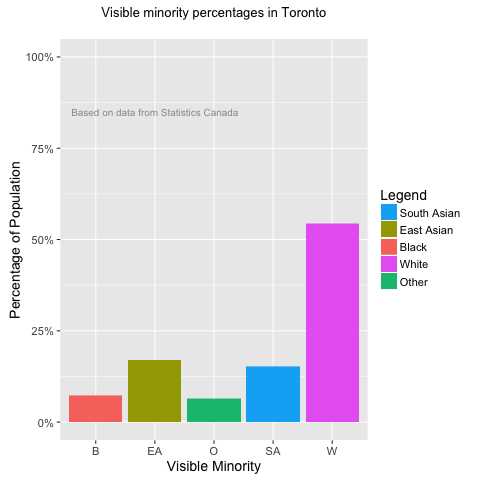 Visible minority percentages in Toronto
100%
75%
50%
25%
0%
Percentage of Population
Based on data from Statistics Canada
B EA O SA W
Visible Minority
Legend
South Asian
East Asian
Black
White
Other